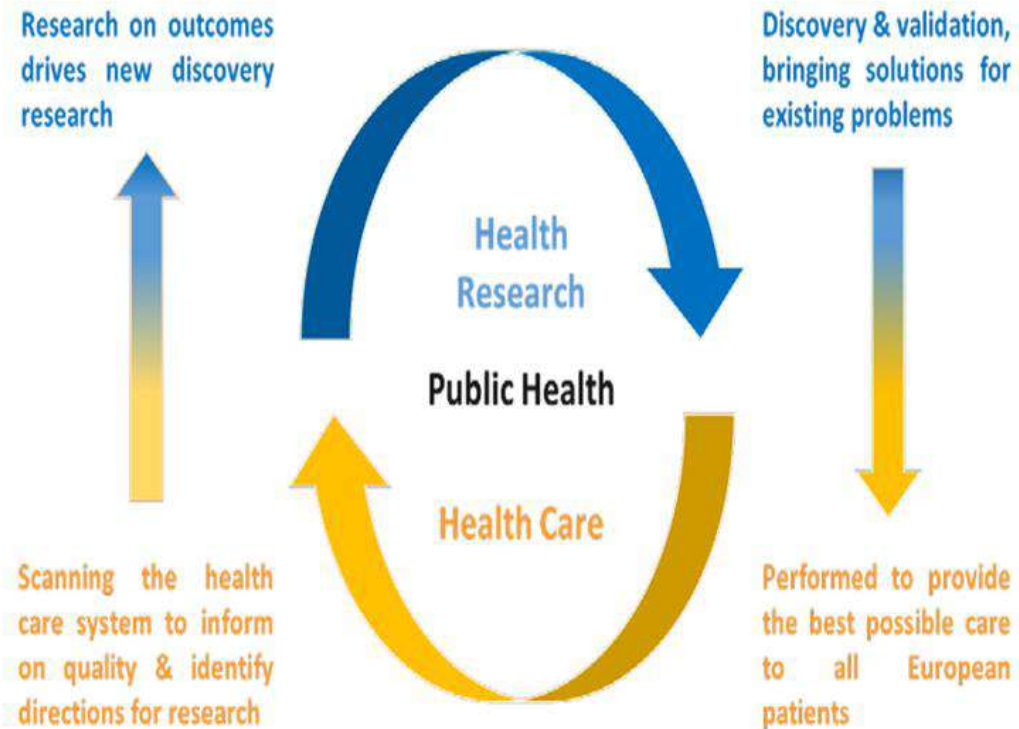 Research on outcomes
drives new discovery
research
Discovery & validation,
bringing solutions for
existing problems
Health
Research
Public Health
Health Care
Scanning the health
care system to inform
on quality & identify
directions for research
Performed to provide
the best possible care
to all European
patients